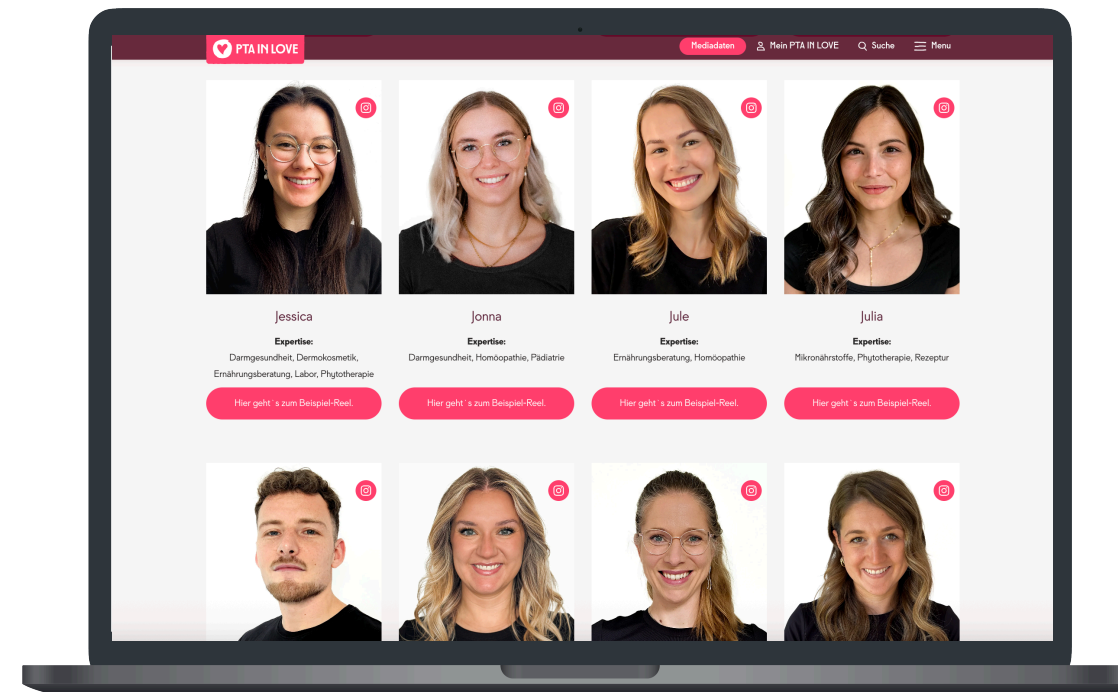 PTA IN LOVE
Mediadaten
Mein PTA IN LOVE
Suche
Menu
Jessica
Expertise:
Darmgesundheit, Dermokosmetik,
Ernährungsberatung, Labor, Phytotherapie
Hier geht´s zum Beispiel-Reel.
Jonna
Expertise:
Darmgesundheit, Homöopathie, Pädiatrie
Hier geht´s zum Beispiel-Reel.
Jule
Expertise:
Ernährungsberatung, Homöopathie
Hier geht´s zum Beispiel-Reel.
Julia
Expertise:
Mikronährstoffe, Phytotherapie, Rezeptur
Hier geht´s zum Beispiel-Reel.